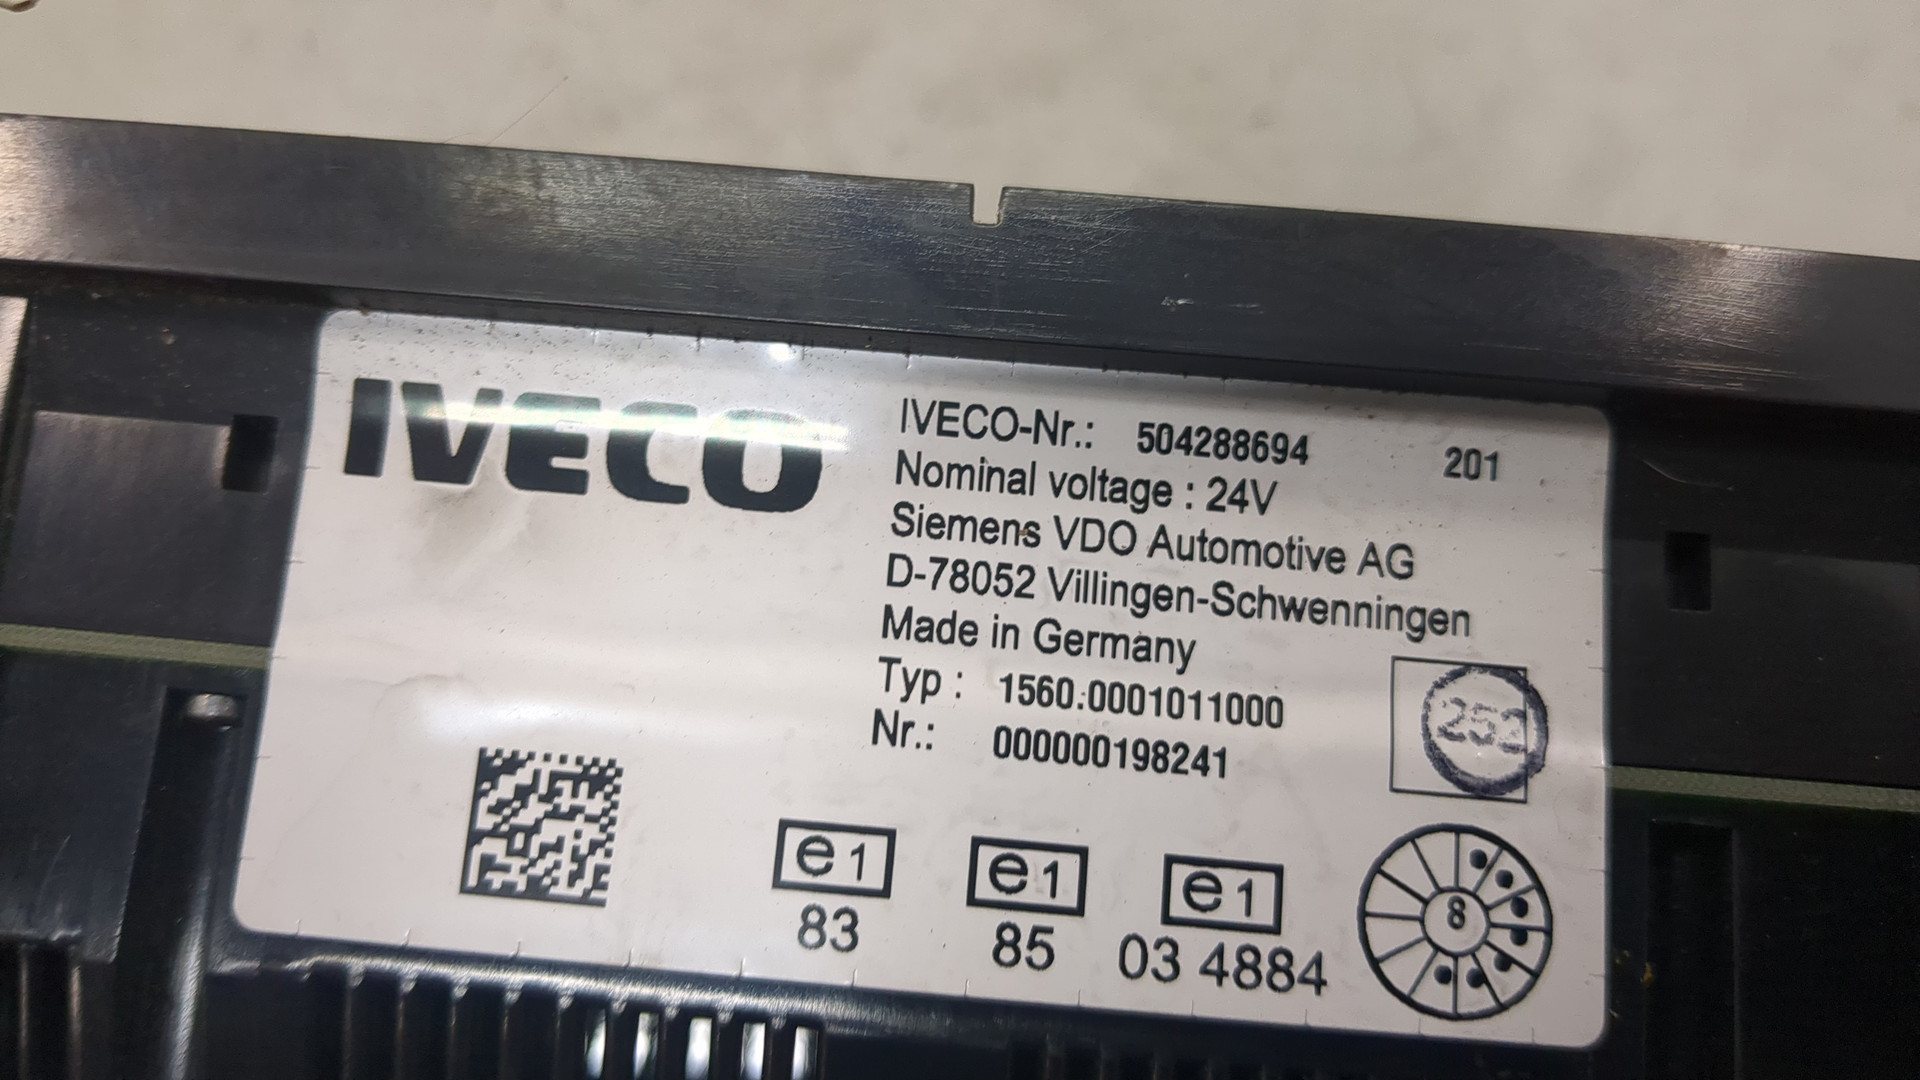 IVECO
IVECO-Nr.: 504288694 201
Nominal voltage : 24V
Siemens VDO Automotive AG
D-78052 Villingen-Schwenningen
Made in Germany
Typ : 1560.0001011000
Nr.: 000000198241
252
e1 e1 e1
83 85 03 4884
8